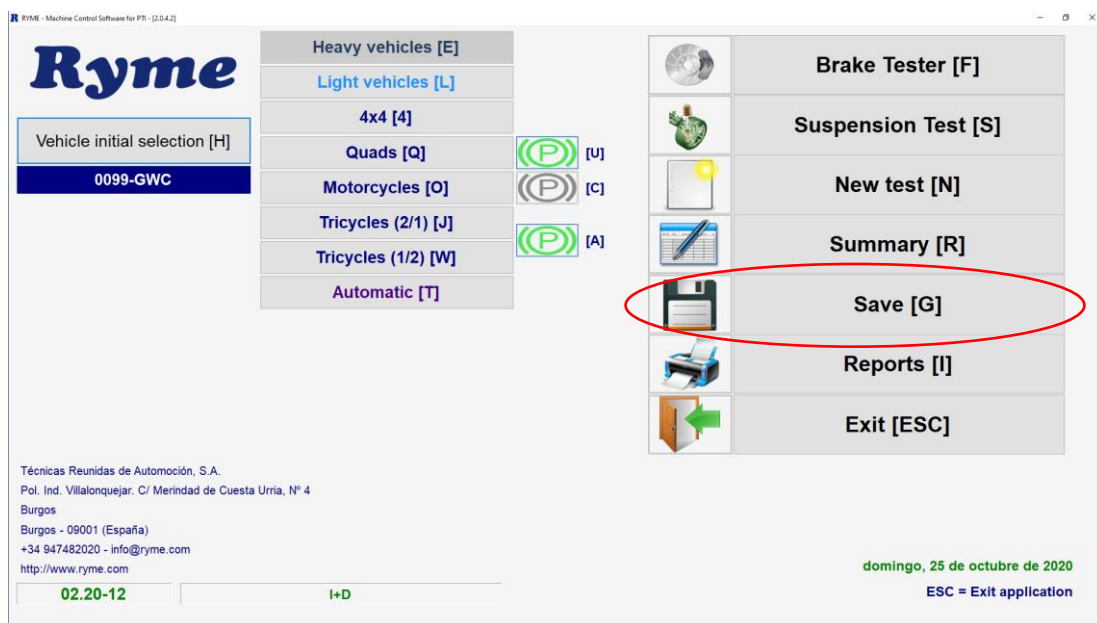 RYME - Machine Control Software for PTI - [2.0.4.2]
Ryme
Vehicle initial selection [H]
0099-GWC
Heavy vehicles [E]
Light vehicles [L]
4x4 [4]
Quads [Q]
Motorcycles [O]
Tricycles (2/1) [J]
Tricycles (1/2) [W]
Automatic [T]
(P) [U]
(P) [C]
(P) [A]
Brake Tester [F]
Suspension Test [S]
New test [N]
Summary [R]
Save [G]
Reports [I]
Exit [ESC]
Técnicas Reunidas de Automoción, S.A.
Pol. Ind. Villalonquejar. C/ Merindad de Cuesta Urria, Nº 4
Burgos
Burgos - 09001 (España)
+34 947482020 - info@ryme.com
http://www.ryme.com
02.20-12
I+D
domingo, 25 de octubre de 2020
ESC = Exit application